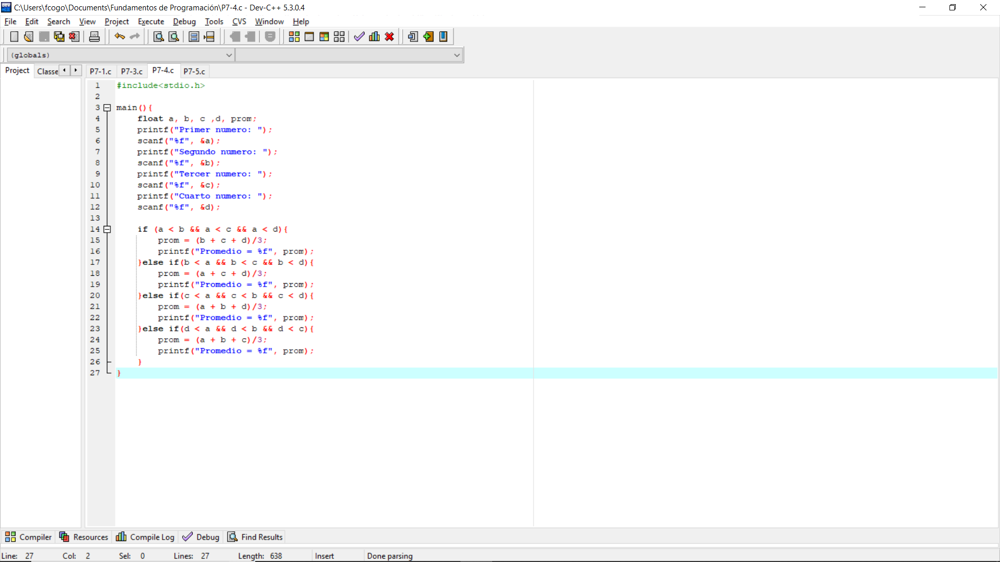 C:\Users\fcogo\Documents\Fundamentos de Programación\P7-4.c - Dev-C++ 5.3.0.4
File Edit Search View Project Execute Debug Tools CVS Window Help
(globals)
Project Classe P7-1.c P7-3.c P7-4.c P7-5.c
1 #include<stdio.h>
2
3 main(){
4 float a, b, c ,d, prom;
5 printf("Primer numero: ");
6 scanf("%f", &a);
7 printf("Segundo numero: ");
8 scanf("%f", &b);
9 printf("Tercer numero: ");
10 scanf("%f", &c);
11 printf("Cuarto numero: ");
12 scanf("%f", &d);
13
14 if (a < b && a < c && a < d){
15 prom = (b + c + d)/3;
16 printf("Promedio = %f", prom);
17 }else if(b < a && b < c && b < d){
18 prom = (a + c + d)/3;
19 printf("Promedio = %f", prom);
20 }else if(c < a && c < b && c < d){
21 prom = (a + b + d)/3;
22 printf("Promedio = %f", prom);
23 }else if(d < a && d < b && d < c){
24 prom = (a + b + c)/3;
25 printf("Promedio = %f", prom);
26 }
27 }
Compiler Resources Compile Log Debug Find Results
Line: 27 Col: 2 Sel: 0 Lines: 27 Length: 638 Insert Done parsing